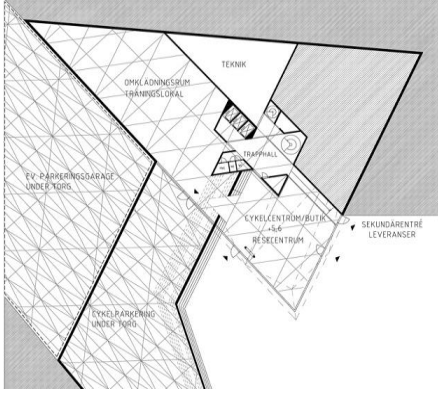 TEKNIK
OMKLÄDNINGSRUM
TRÄNINGSLOKAL
TRAPPHALL
EV. PARKERINGSGARAGE
UNDER TORG
CYKELCENTRUM/BUTIK
+5,6
RESECENTRUM
SEKUNDÄRENTRÉ
LEVERANSER
CYKELPARKERING
UNDER TORG